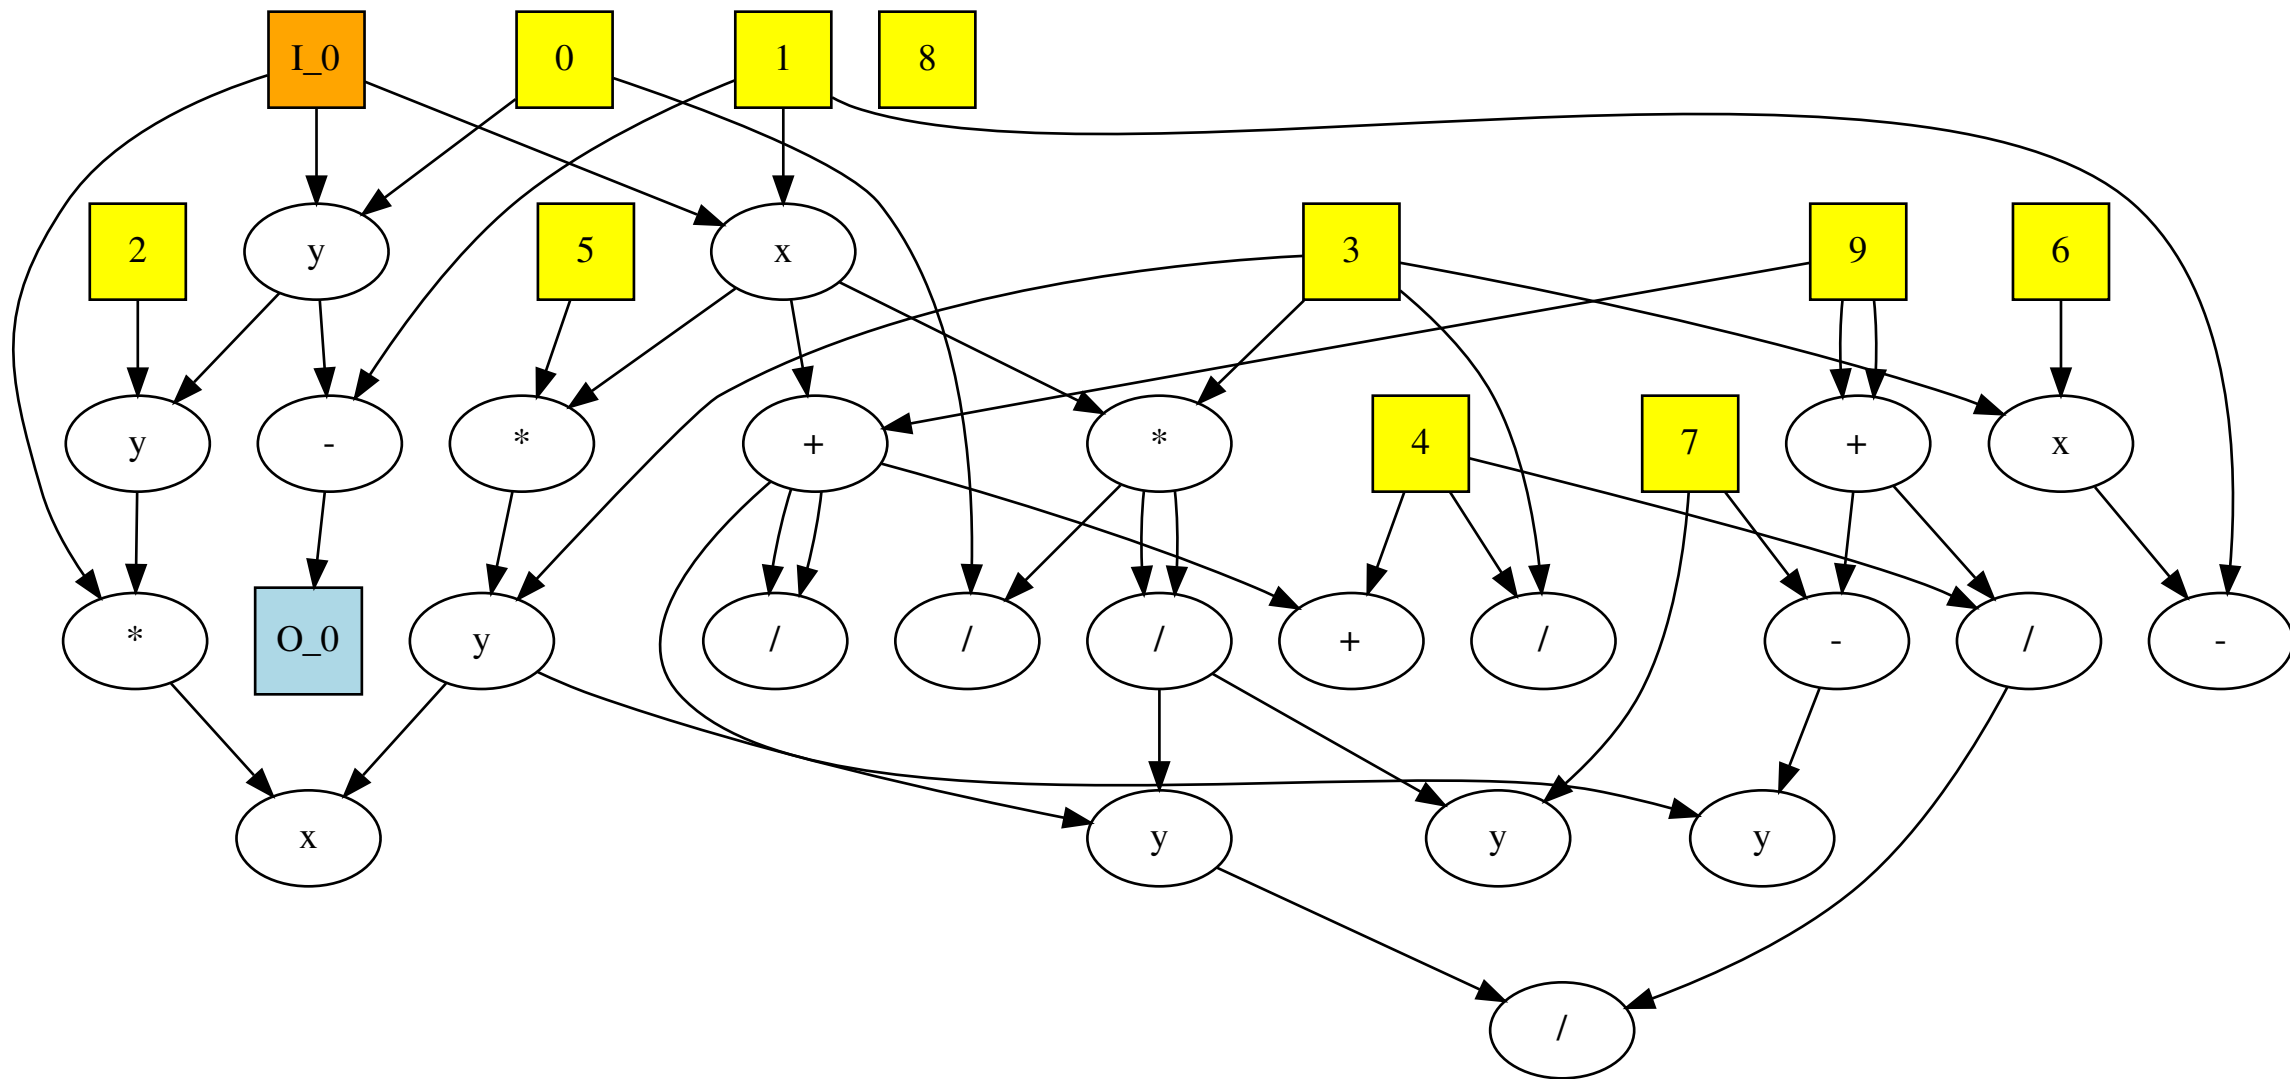 I_0 0 1 8
2 y 5 x 3 9 6
y - * + * 4 7 + x
* O_0 y / / / + / - / -
x y y y
/